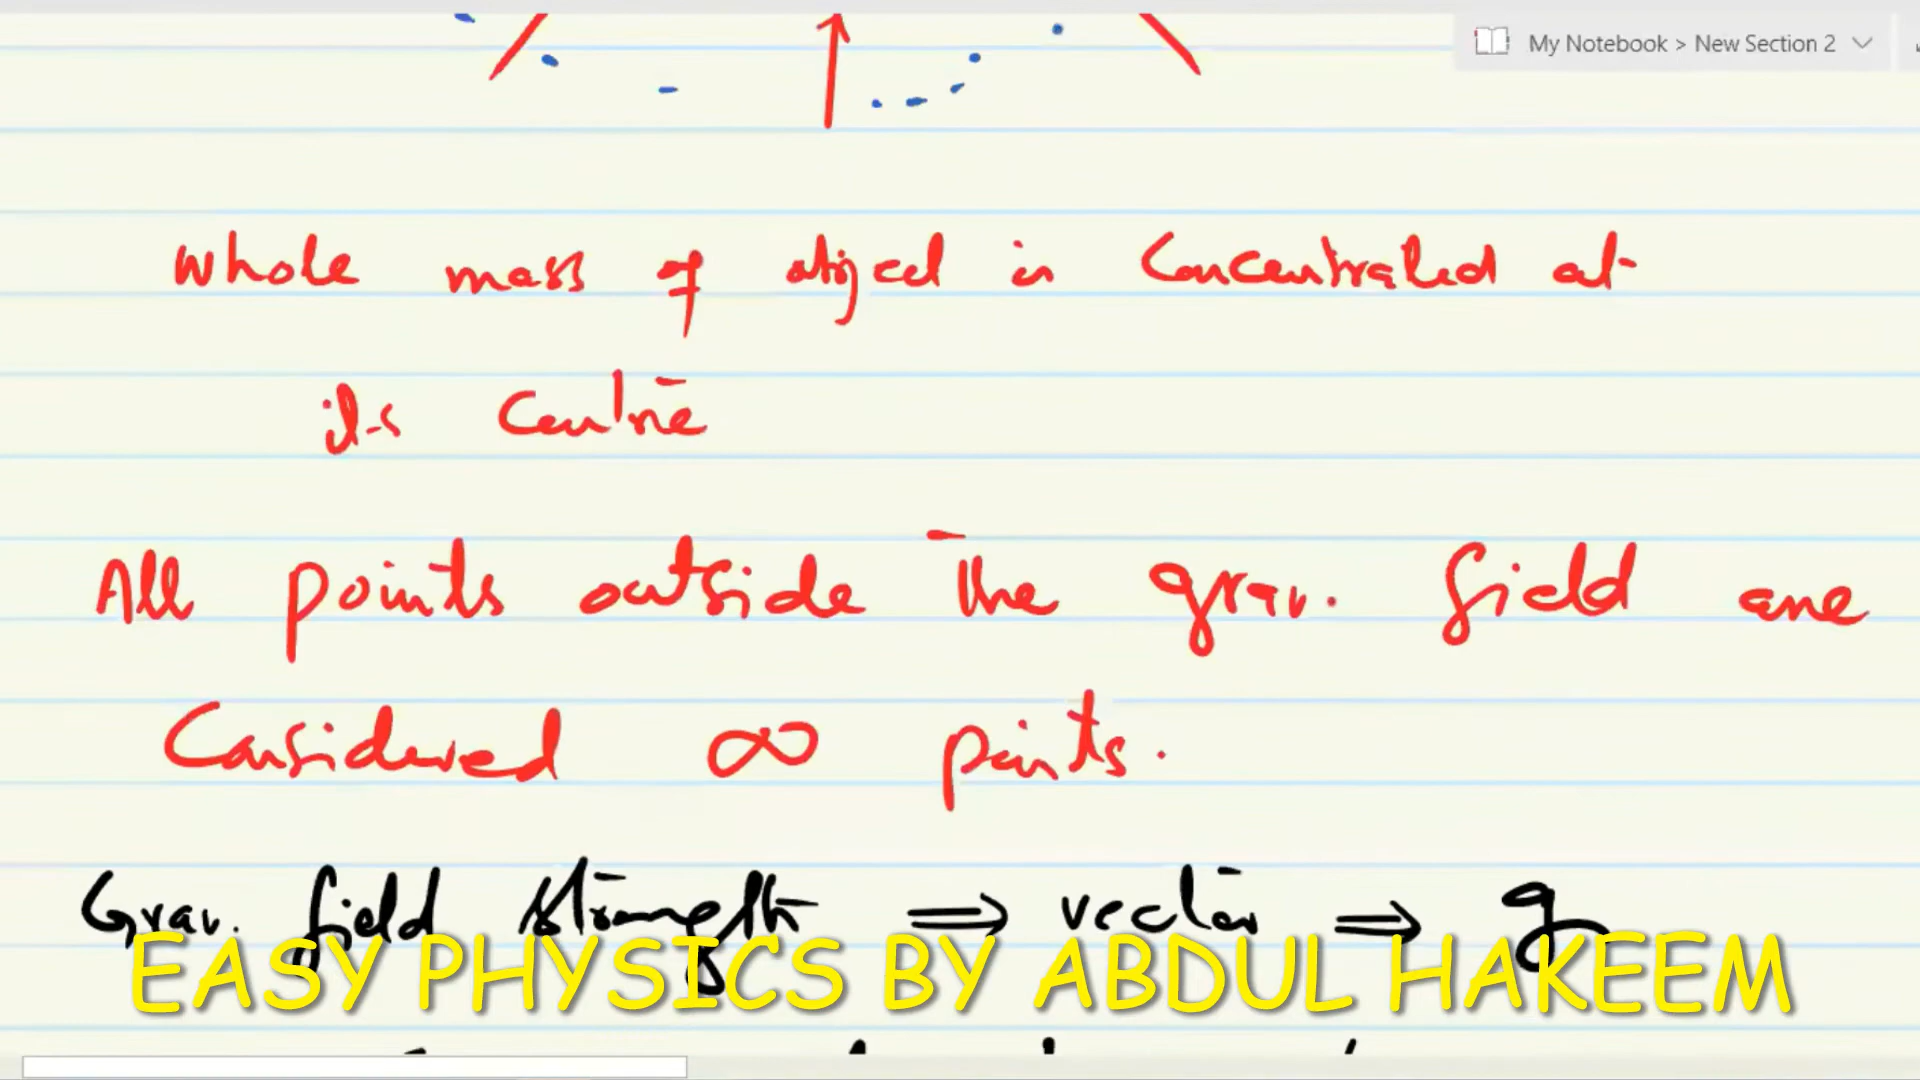 My Notebook > New Section 2
whole mass of object is concentrated at
its centre
All points outside the grav. field are
Considered ∞ points.
Grav. field strength ⇒ vector ⇒ g
EASY PHYSICS BY ABDUL HAKEEM